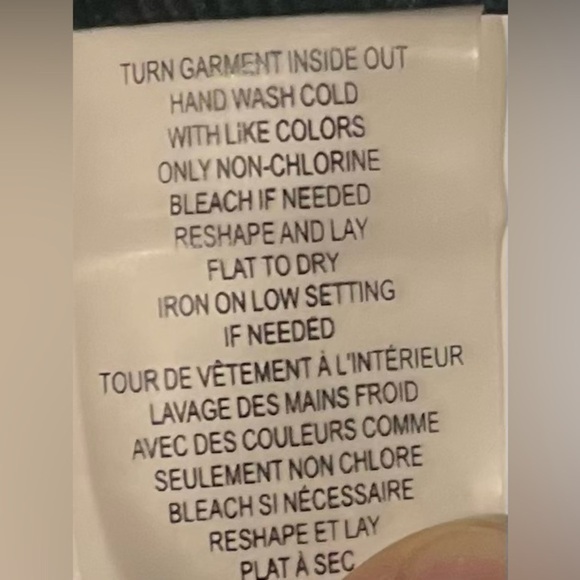 TURN GARMENT INSIDE OUT
HAND WASH COLD
WITH LIKE COLORS
ONLY NON-CHLORINE
BLEACH IF NEEDED
RESHAPE AND LAY
FLAT TO DRY
IRON ON LOW SETTING
IF NEEDED
TOUR DE VÊTEMENT À L'INTÉRIEUR
LAVAGE DES MAINS FROID
AVEC DES COULEURS COMME
SEULEMENT NON CHLORE
BLEACH SI NÉCESSAIRE
RESHAPE ET LAY
PLAT À SEC